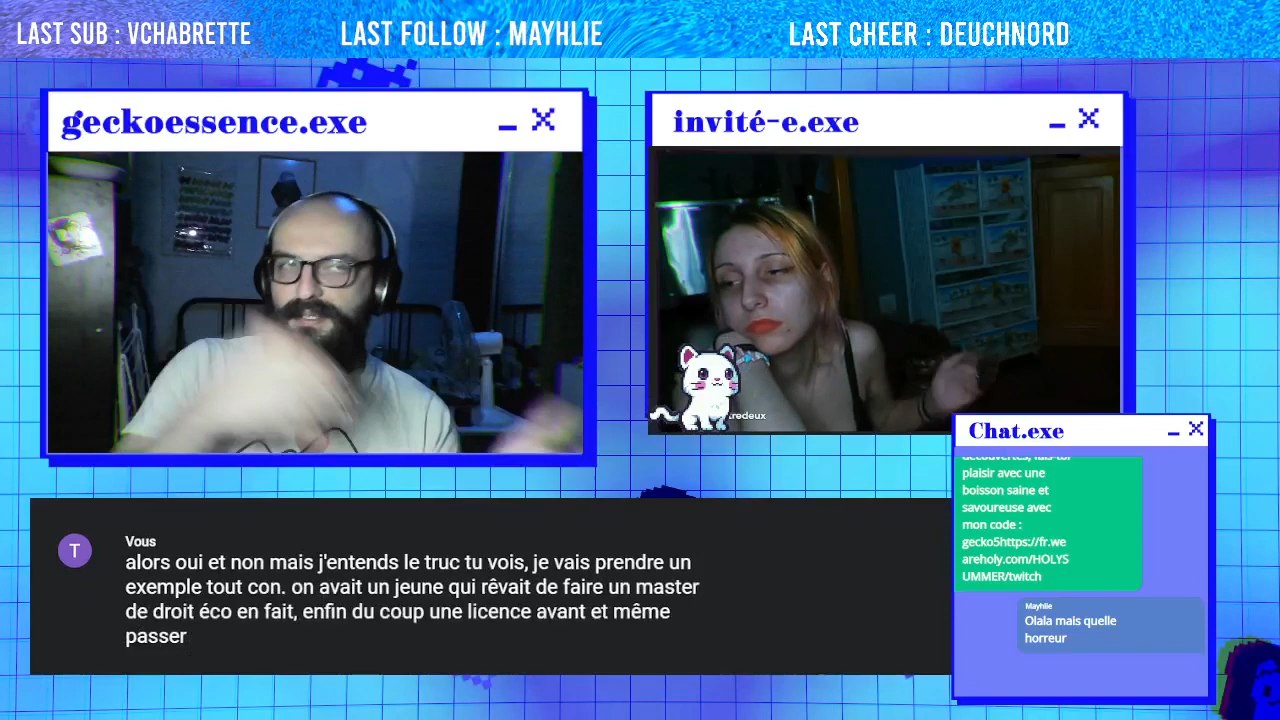 LAST SUB : VCHABRETTE
LAST FOLLOW : MAYHLIE
LAST CHEER : DEUCHNORD
geckoessence.exe
invité-e.exe
redeux
Chat.exe
plaisir avec une
boisson saine et
savoureuse avec
mon code :
gecko5https://fr.we
areholy.com/HOLYS
UMMER/twitch
Mayhlie
Olala mais quelle
horreur
T
Vous
alors oui et non mais j'entends le truc tu vois, je vais prendre un
exemple tout con. on avait un jeune qui rêvait de faire un master
de droit éco en fait, enfin du coup une licence avant et même
passer